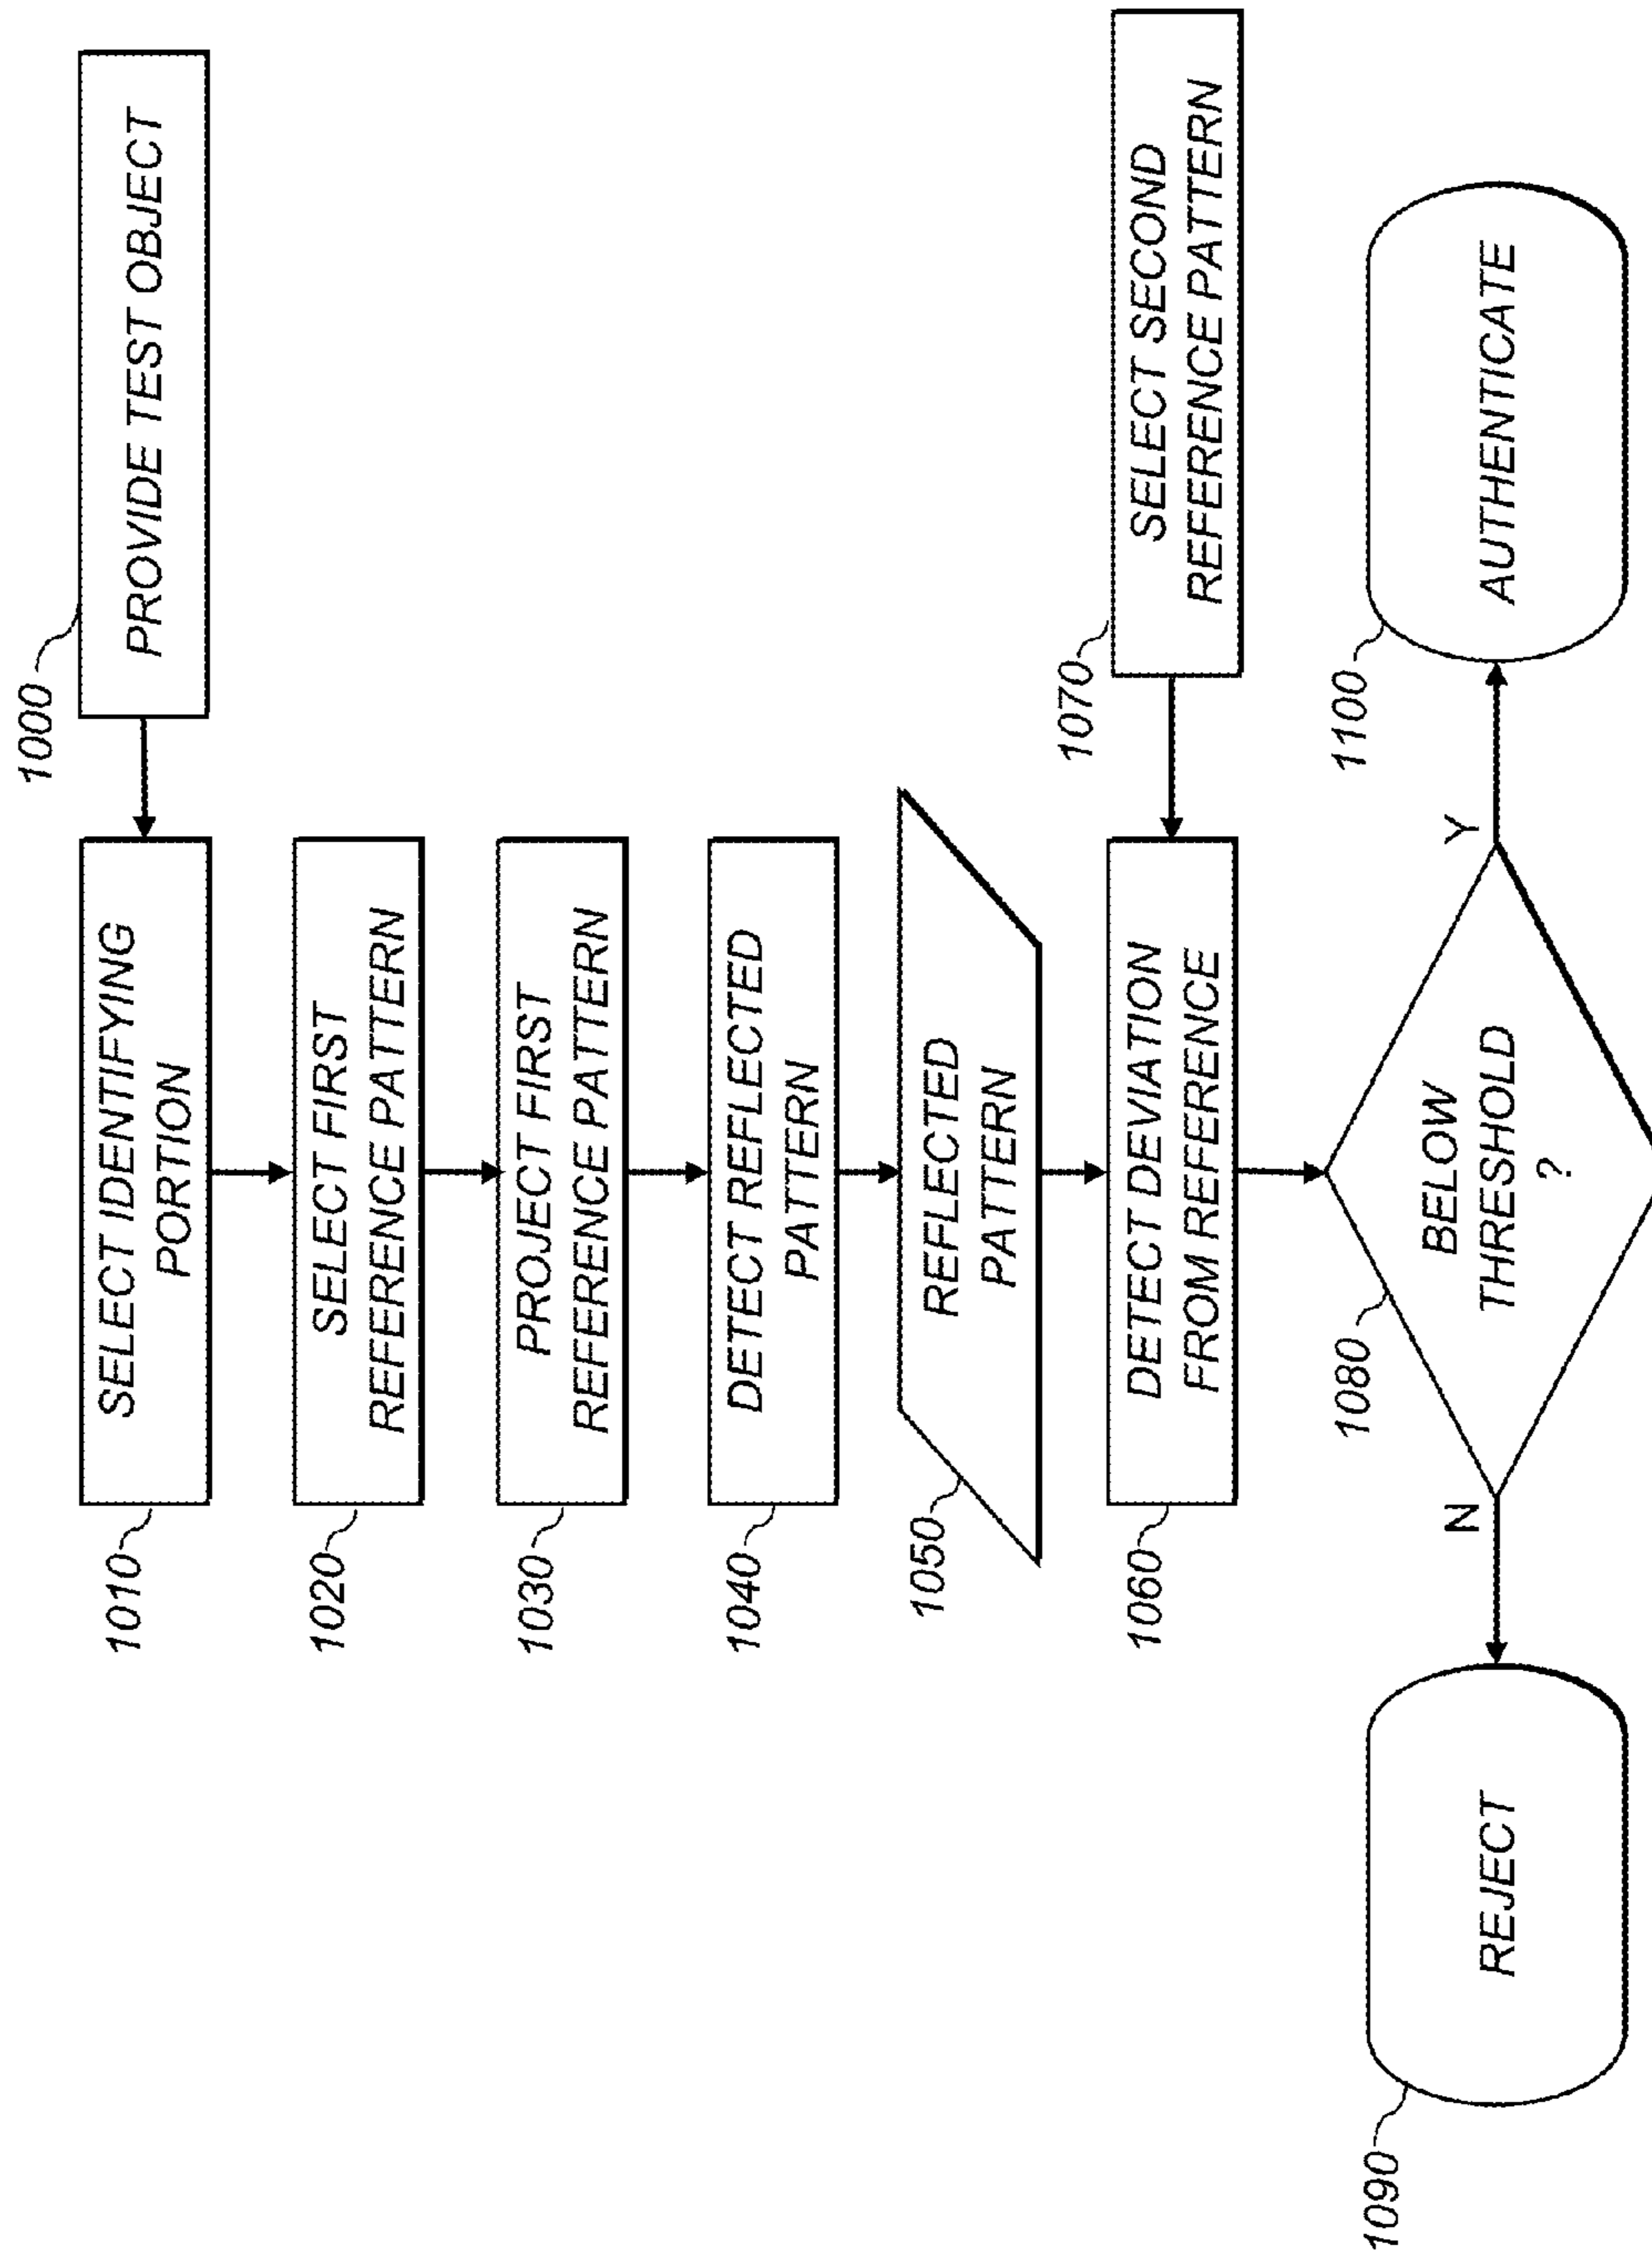 1000
PROVIDE TEST OBJECT
1010
SELECT IDENTIFYING
PORTION
1020
SELECT FIRST
REFERENCE PATTERN
1030
PROJECT FIRST
REFERENCE PATTERN
1040
DETECT REFLECTED
PATTERN
1050
REFLECTED
PATTERN
1060
DETECT DEVIATION
FROM REFERENCE
1070
SELECT SECOND
REFERENCE PATTERN
1080
BELOW
THRESHOLD
?
N
Y
1090
REJECT
1100
AUTHENTICATE